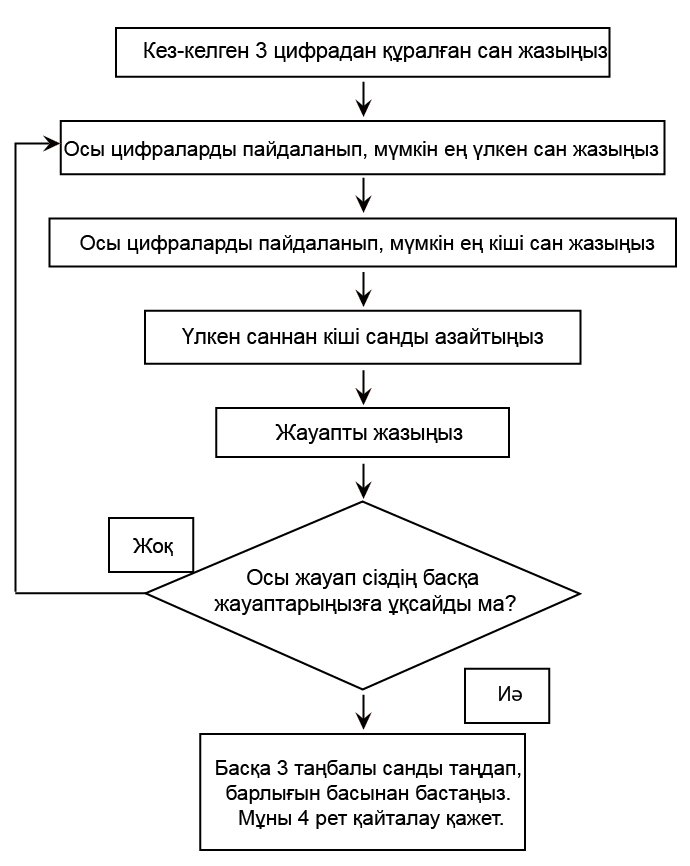 Кез-келген 3 цифрадан құралған сан жазыңыз
Осы цифраларды пайдаланып, мүмкін ең үлкен сан жазыңыз
Осы цифраларды пайдаланып, мүмкін ең кіші сан жазыңыз
Үлкен саннан кіші санды азайтыңыз
Жауапты жазыңыз
Жоқ
Осы жауап сіздің басқа
жауаптарыңызға ұқсайды ма?
Иә
Басқа 3 таңбалы санды таңдап,
барлығын басынан бастаңыз.
Мұны 4 рет қайталау қажет.